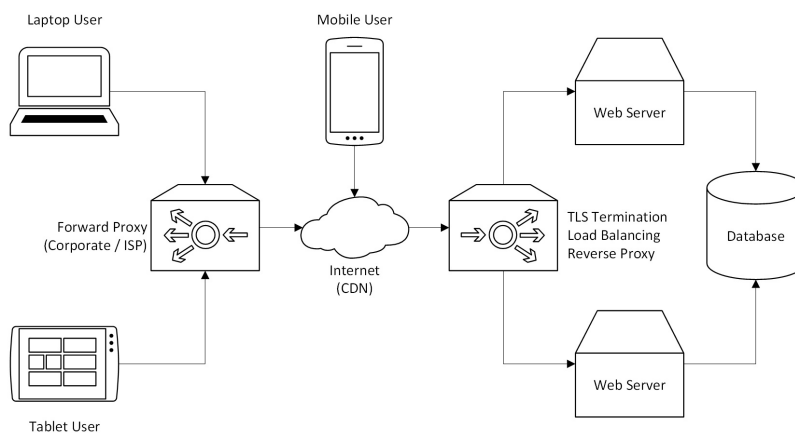 Laptop User
Mobile User
Web Server
Forward Proxy
(Corporate / ISP)
Internet
(CDN)
TLS Termination
Load Balancing
Reverse Proxy
Database
Web Server
Tablet User